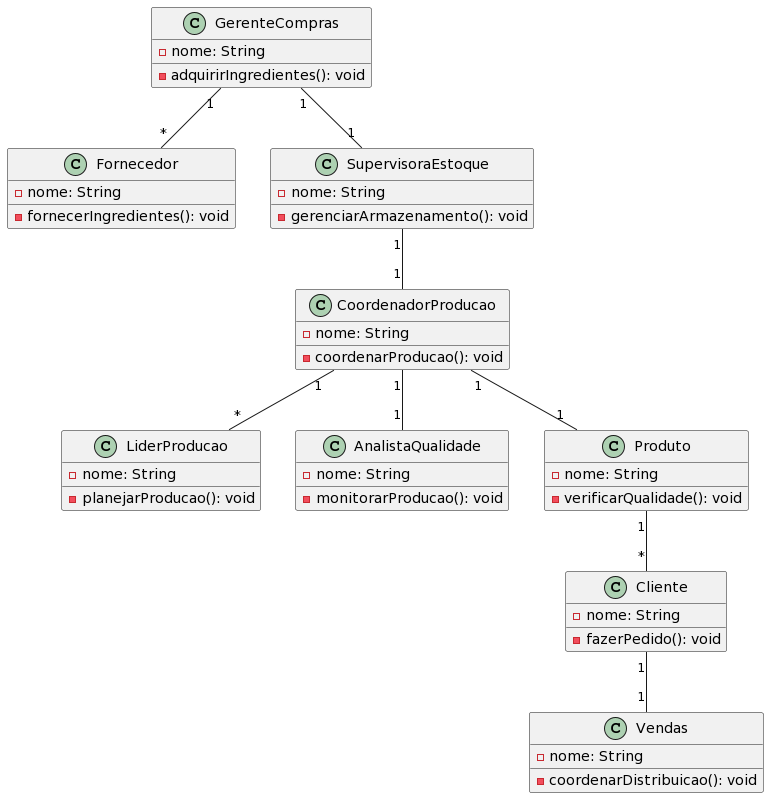 C GerenteCompras
nome: String
adquirirIngredientes(): void
1 1
* 1
C Fornecedor
nome: String
fornecerIngredientes(): void
C SupervisoraEstoque
nome: String
gerenciarArmazenamento(): void
1
1
C CoordenadorProducao
nome: String
coordenarProducao(): void
1 1 1
* 1 1
C LiderProducao
nome: String
planejarProducao(): void
C AnalistaQualidade
nome: String
monitorarProducao(): void
C Produto
nome: String
verificarQualidade(): void
1
*
C Cliente
nome: String
fazerPedido(): void
1
1
C Vendas
nome: String
coordenarDistribuicao(): void